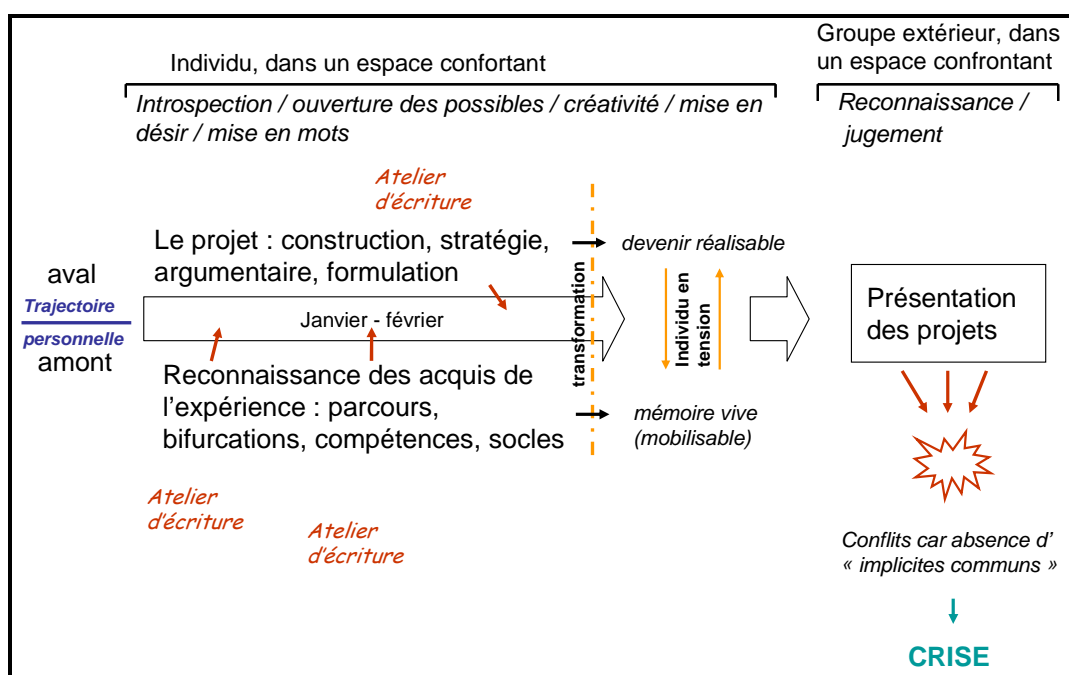 Individu, dans un espace confortant
Groupe extérieur, dans
un espace confrontant
Introspection / ouverture des possibles / créativité / mise en
désir / mise en mots
Reconnaissance /
jugement
Atelier
d'écriture
Le projet : construction, stratégie,
argumentaire, formulation
devenir réalisable
aval
Trajectoire
personnelle
amont
Janvier - février
transformation
Individu en
tension
Présentation
des projets
Reconnaissance des acquis de
l'expérience : parcours,
bifurcations, compétences, socles
mémoire vive
(mobilisable)
Atelier
d'écriture
Atelier
d'écriture
Conflits car absence d'
« implicites communs »
CRISE